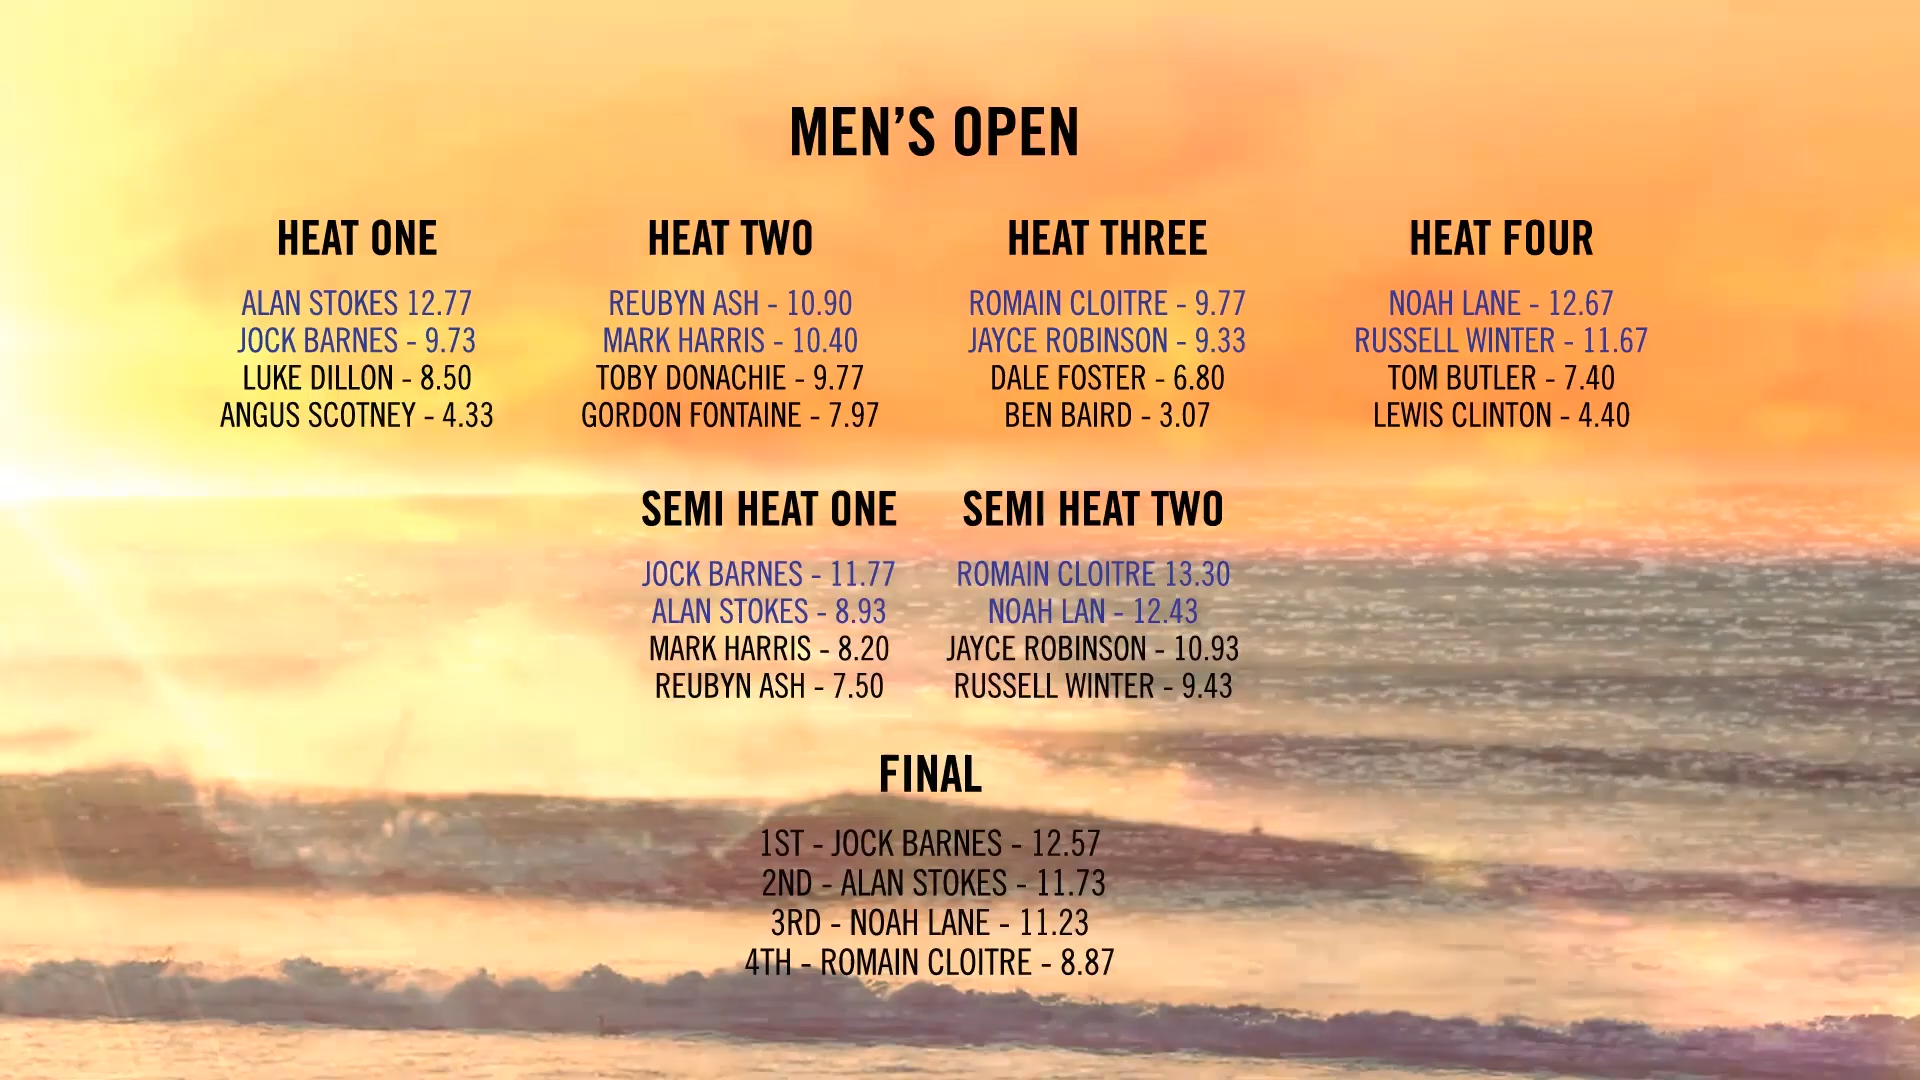 MEN'S OPEN
HEAT ONE
ALAN STOKES 12.77
JOCK BARNES - 9.73
LUKE DILLON - 8.50
ANGUS SCOTNEY - 4.33
HEAT TWO
REUBYN ASH - 10.90
MARK HARRIS - 10.40
TOBY DONACHIE - 9.77
GORDON FONTAINE - 7.97
HEAT THREE
ROMAIN CLOITRE - 9.77
JAYCE ROBINSON - 9.33
DALE FOSTER - 6.80
BEN BAIRD - 3.07
HEAT FOUR
NOAH LANE - 12.67
RUSSELL WINTER - 11.67
TOM BUTLER - 7.40
LEWIS CLINTON - 4.40
SEMI HEAT ONE
JOCK BARNES - 11.77
ALAN STOKES - 8.93
MARK HARRIS - 8.20
REUBYN ASH - 7.50
SEMI HEAT TWO
ROMAIN CLOITRE 13.30
NOAH LAN - 12.43
JAYCE ROBINSON - 10.93
RUSSELL WINTER - 9.43
FINAL
1ST - JOCK BARNES - 12.57
2ND - ALAN STOKES - 11.73
3RD - NOAH LANE - 11.23
4TH - ROMAIN CLOITRE - 8.87